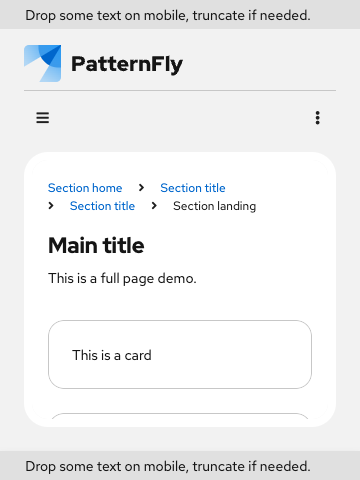 Drop some text on mobile, truncate if needed.
PatternFly
Section home Section title
Section title Section landing
Main title
This is a full page demo.
This is a card
Drop some text on mobile, truncate if needed.